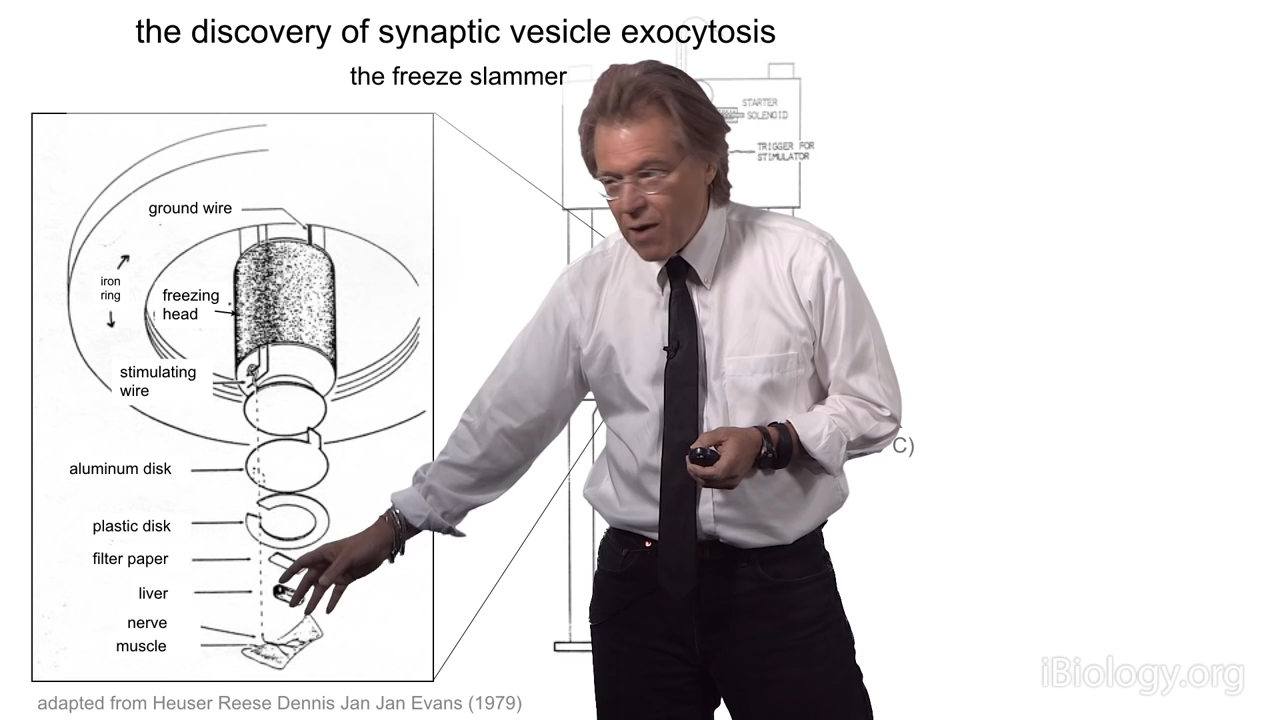 the discovery of synaptic vesicle exocytosis
the freeze slammer
STARTER
SOLENOID
TRIGGER FOR
STIMULATOR
ground wire
iron
ring
freezing
head
stimulating
wire
C)
aluminum disk
plastic disk
filter paper
liver
nerve
muscle
iBiology.org
adapted from Heuser Reese Dennis Jan Jan Evans (1979)